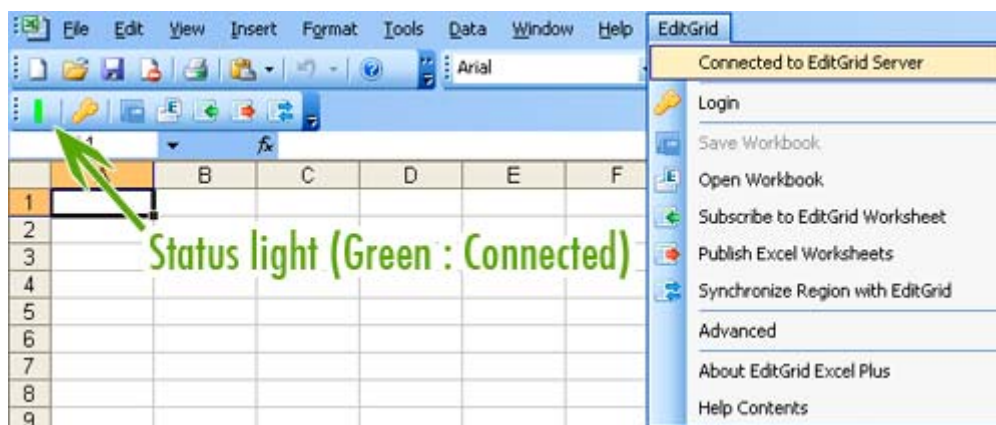 File Edit View Insert Format Tools Data Window Help EditGrid
Arial
Connected to EditGrid Server
Login
Save Workbook
Open Workbook
Subscribe to EditGrid Worksheet
Publish Excel Worksheets
Synchronize Region with EditGrid
Advanced
About EditGrid Excel Plus
Help Contents
fx
A B C D E F
1
2
3
4
5
6
7
8
9
Status light (Green : Connected)